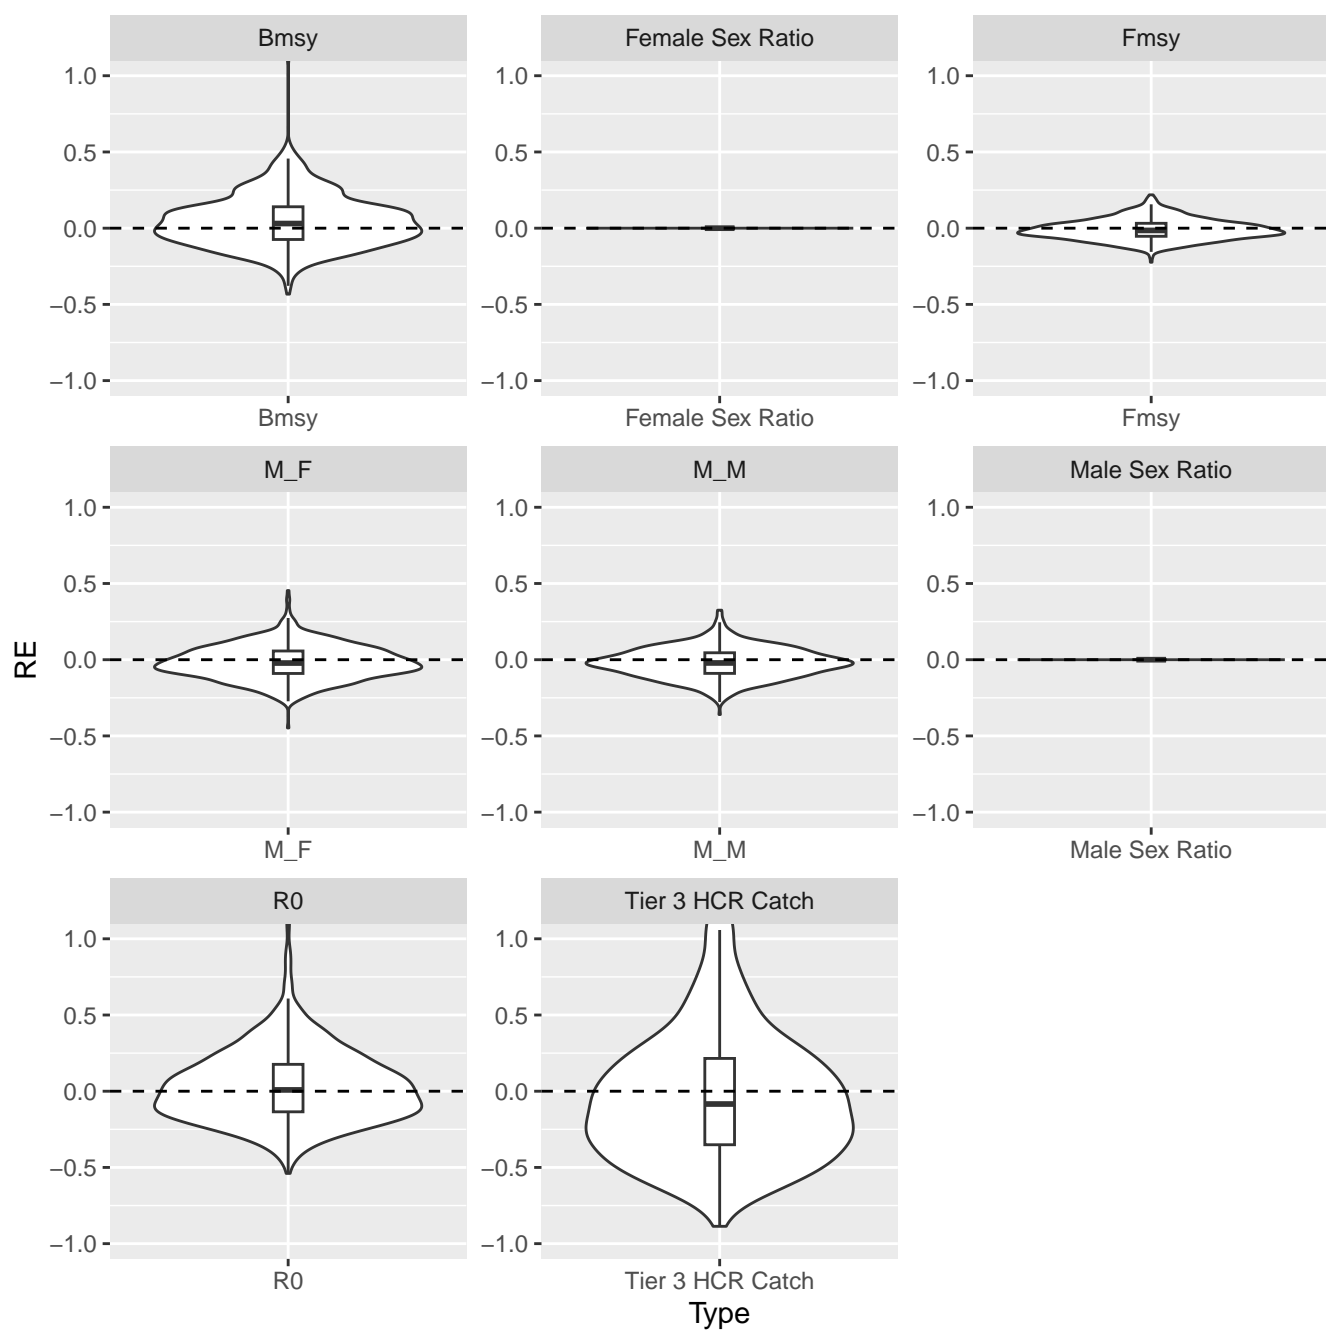 Bmsy Female Sex Ratio Fmsy
1.0 1.0 1.0
0.5 0.5 0.5
0.0 0.0 0.0
−0.5 −0.5 −0.5
−1.0 −1.0 −1.0
Bmsy Female Sex Ratio Fmsy
M_F M_M Male Sex Ratio
1.0 1.0 1.0
0.5 0.5 0.5
RE
0.0 0.0 0.0
−0.5 −0.5 −0.5
−1.0 −1.0 −1.0
M_F M_M Male Sex Ratio
R0 Tier 3 HCR Catch
1.0 1.0
0.5 0.5
0.0 0.0
−0.5 −0.5
−1.0 −1.0
R0 Tier 3 HCR Catch
Type